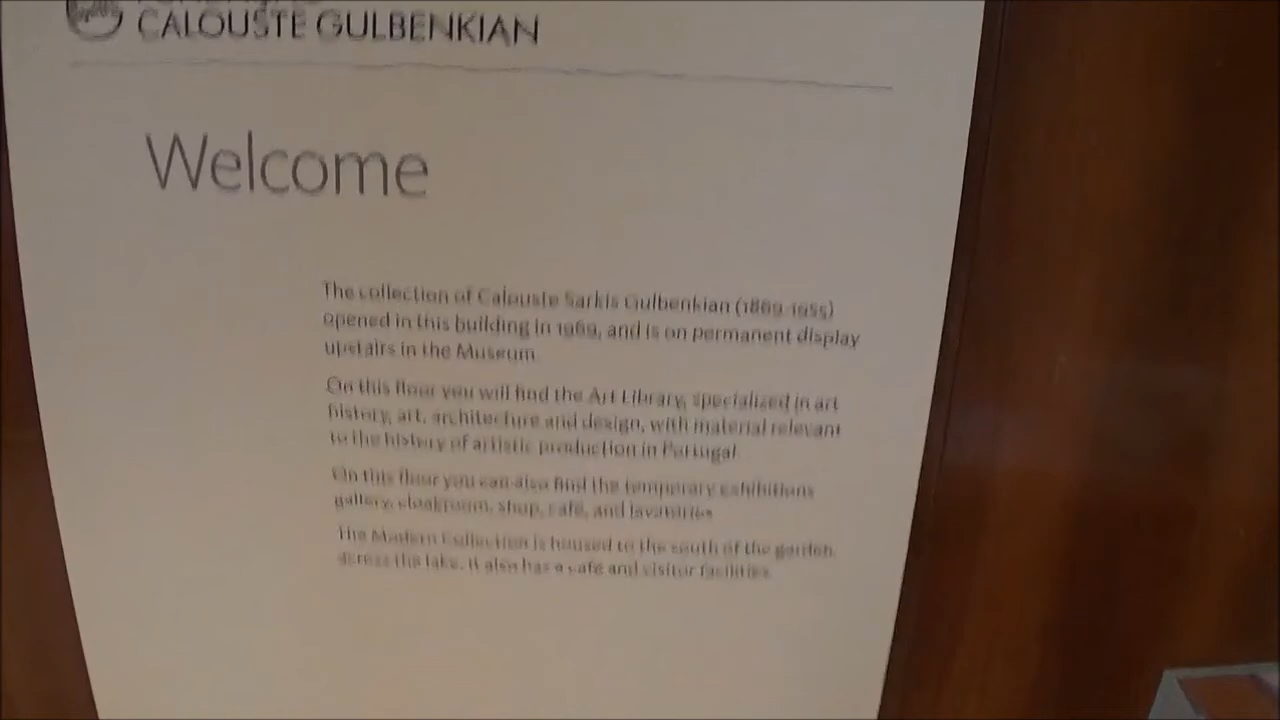 CALOUSTE GULBENKIAN
Welcome
The collection of Calouste Sarkis Gulbenkian (1869-1955)
opened in this building in 1969, and is on permanent display
upstairs in the Museum
On this floor you will find the Art Library, specialized in art
history, art, architecture and design, with material relevant
to the history of artistic production in Portugal.
On this floor you can also find the temporary exhibitions
gallery, cloakroom, shop, café, and lavatories
The Modern Collection is housed to the south of the garden,
across the lake. It also has a café and visitor facilities.